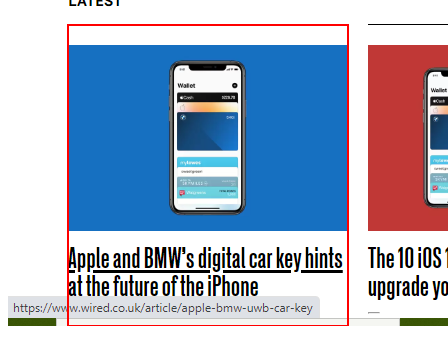 LATEST
Wallet
Cash
Wallet
Apple and BMW's digital car key hints
at the future of the iPhone
The 10 iOS
upgrade yo
https://www.wired.co.uk/article/apple-bmw-uwb-car-key